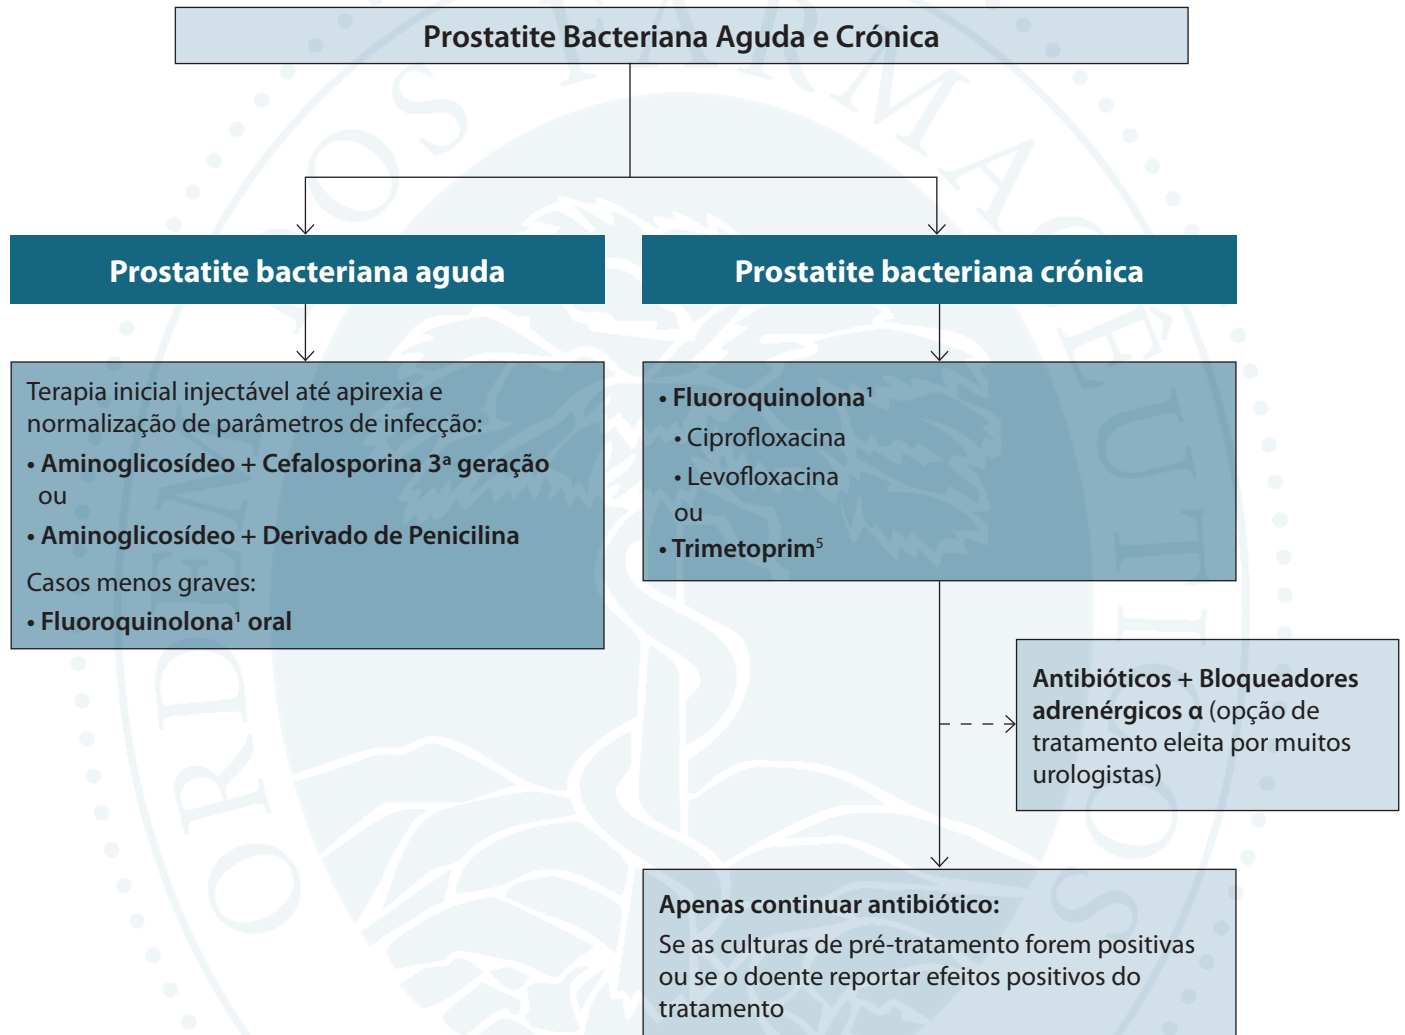 Prostatite Bacteriana Aguda e Crónica
Prostatite bacteriana aguda
Terapia inicial injectável até apirexia e
normalização de parâmetros de infecção:
• Aminoglicosídeo + Cefalosporina 3ª geração
ou
• Aminoglicosídeo + Derivado de Penicilina
Casos menos graves:
• Fluoroquinolona¹ oral
Prostatite bacteriana crónica
• Fluoroquinolona¹
• Ciprofloxacina
• Levofloxacina
ou
• Trimetoprim⁵
Antibióticos + Bloqueadores
adrenérgicos α (opção de
tratamento eleita por muitos
urologistas)
Apenas continuar antibiótico:
Se as culturas de pré-tratamento forem positivas
ou se o doente reportar efeitos positivos do
tratamento
ORDEM DOS FARMACÊUTICOS